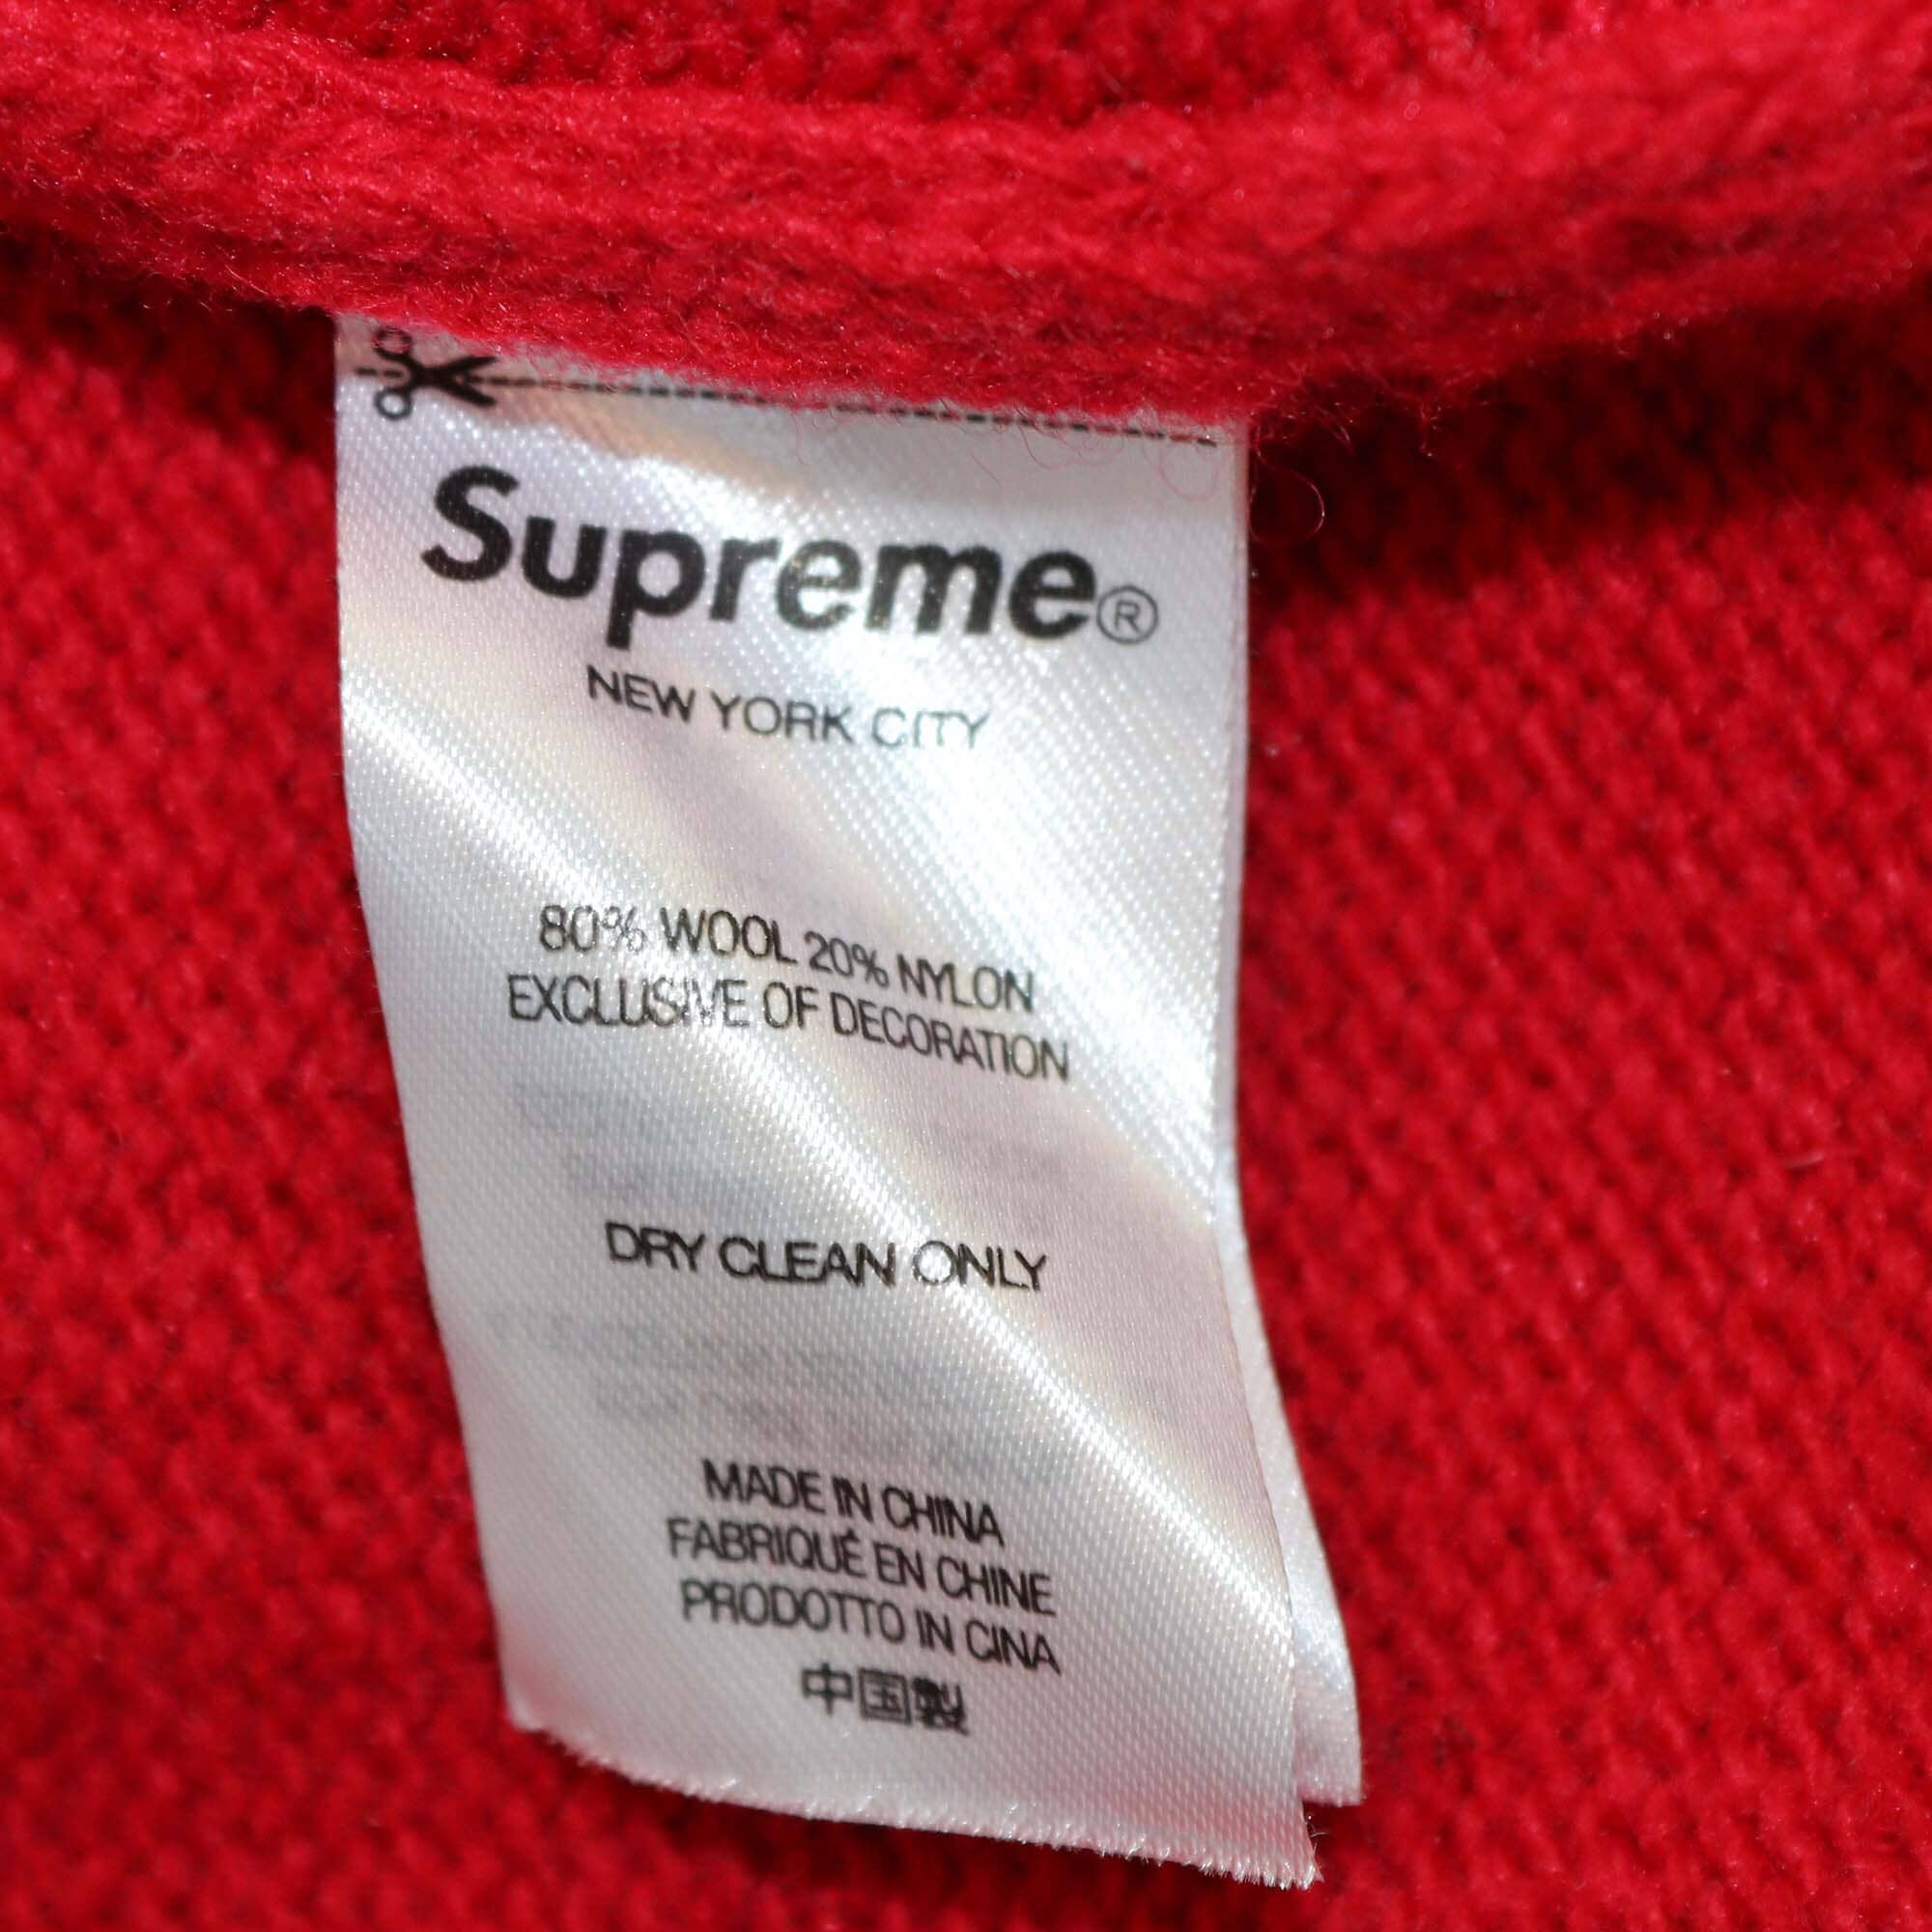 Supreme®
NEW YORK CITY
80% WOOL 20% NYLON
EXCLUSIVE OF DECORATION
DRY CLEAN ONLY
MADE IN CHINA
FABRIQUÉ EN CHINE
PRODOTTO IN CINA
中国製